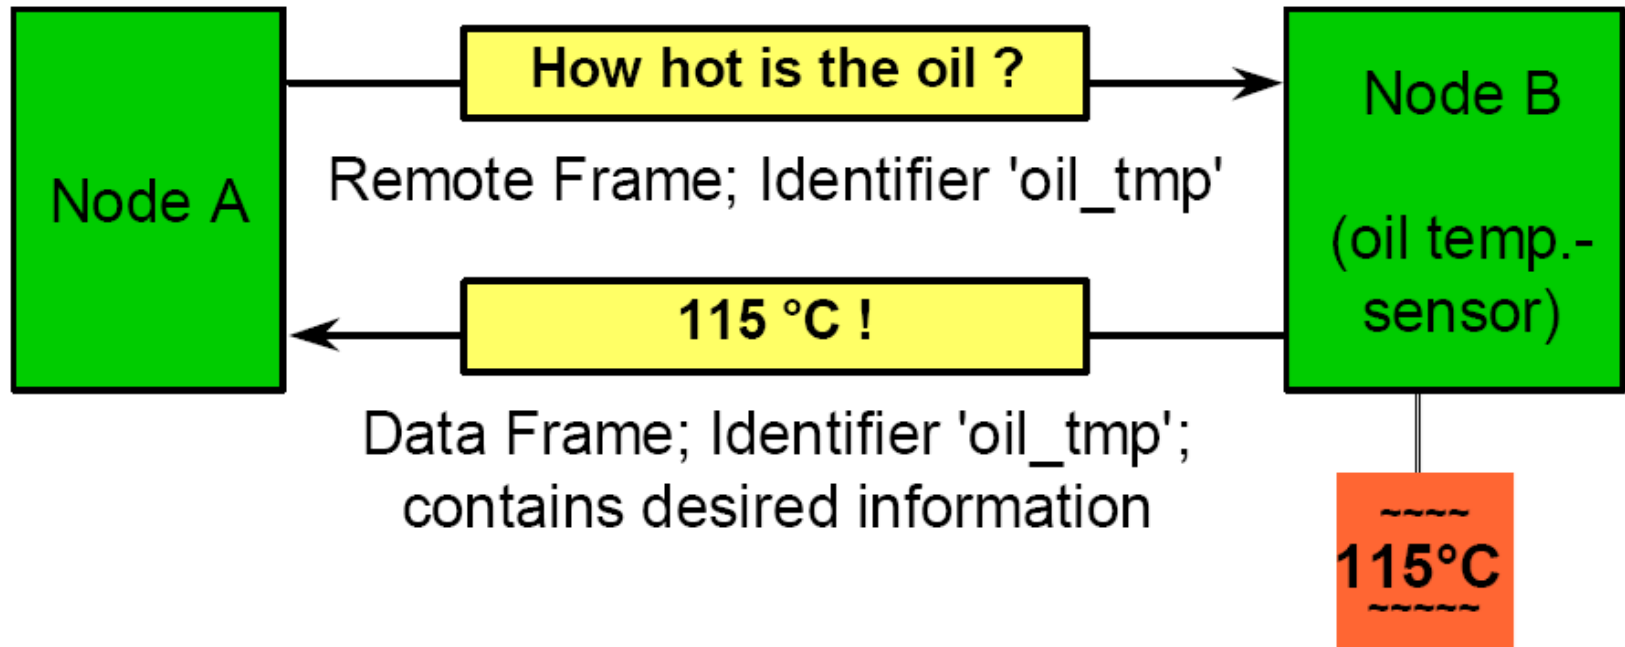 How hot is the oil ?
Node A
Remote Frame; Identifier 'oil_tmp'
Node B
(oil temp.-
sensor)
115 °C !
Data Frame; Identifier 'oil_tmp';
contains desired information
~~~~
115°C
~~~~~